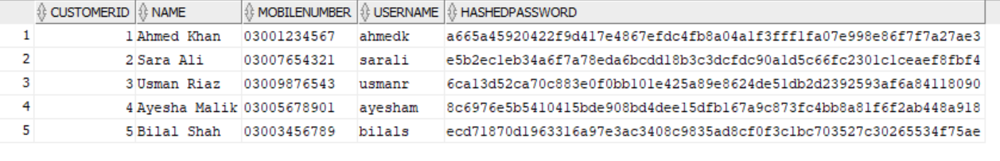 CUSTOMERID NAME MOBILENUMBER USERNAME HASHEDPASSWORD
1 1 Ahmed Khan 03001234567 ahmedk a665a45920422f9d417e4867efdc4fb8a04a1f3fff1fa07e998e86f7f7a27ae3
2 2 Sara Ali 03007654321 sarali e5b2ec1eb34a6f7a78eda6bcdd18b3c3dcfdc90a1d5c66fc2301c1ceaef8fbf4
3 3 Usman Riaz 03009876543 usmanr 6ca13d52ca70c883e0f0bb101e425a89e8624de51db2d2392593af6a84118090
4 4 Ayesha Malik 03005678901 ayesham 8c6976e5b5410415bde908bd4dee15dfb167a9c873fc4bb8a81f6f2ab448a918
5 5 Bilal Shah 03003456789 bilals ecd71870d1963316a97e3ac3408c9835ad8cf0f3c1bc703527c30265534f75ae